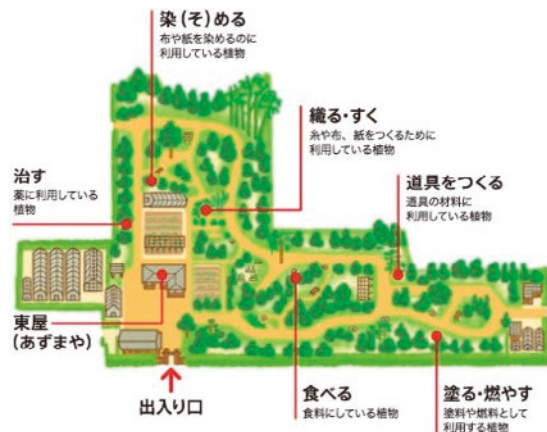 染(そ)める
布や紙を染めるのに
利用している植物
織る・すく
糸や布、紙をつくるために
利用している植物
治す
薬に利用している
植物
道具をつくる
道具の材料に
利用している植物
東屋
(あずまや)
出入り口
食べる
食料にしている植物
塗る・燃やす
塗料や燃料として
利用する植物